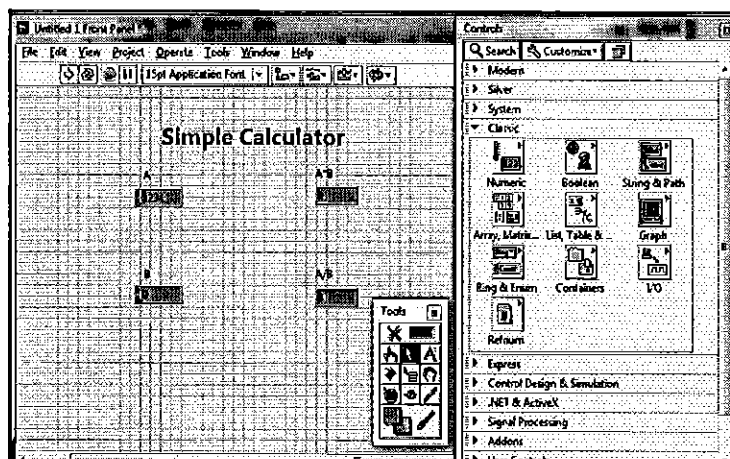 Untitled 1 Front Panel
File Edit View Project Operate Tools Window Help
15pt Application Font
Simple Calculator
A
A*B
B
A/B
Tools
Controls
Search Customize
Modern
Silver
System
Classic
Numeric Boolean String & Path
Array, Matrix... List, Table & ... Graph
Ring & Enum Containers I/O
Refnum
Express
Control Design & Simulation
.NET & ActiveX
Signal Processing
Addons